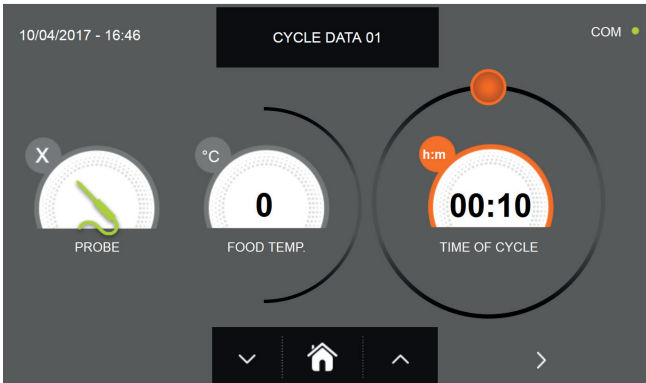 10/04/2017 - 16:46
CYCLE DATA 01
COM
X
°C
h:m
0
00:10
PROBE
FOOD TEMP.
TIME OF CYCLE